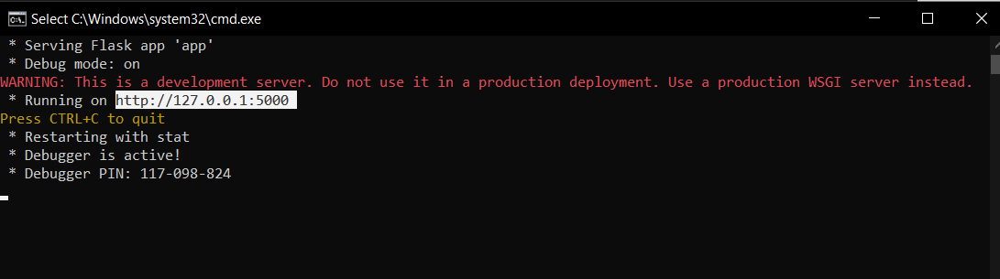 Select C:\Windows\system32\cmd.exe
* Serving Flask app 'app'
* Debug mode: on
WARNING: This is a development server. Do not use it in a production deployment. Use a production WSGI server instead.
* Running on http://127.0.0.1:5000
Press CTRL+C to quit
* Restarting with stat
* Debugger is active!
* Debugger PIN: 117-098-824